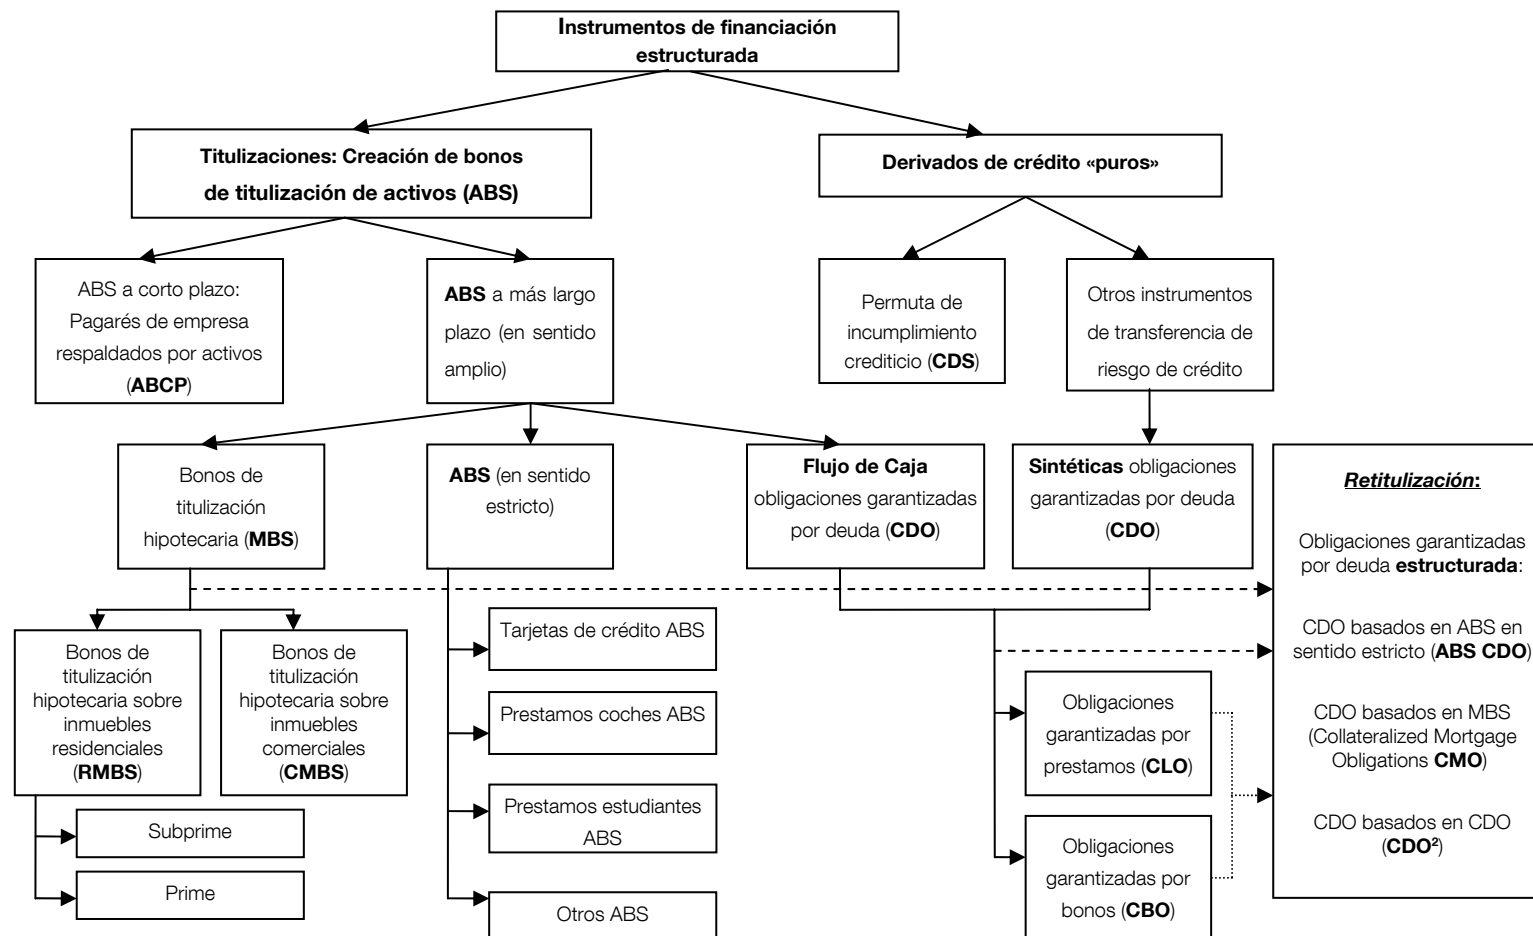 Instrumentos de financiación
estructurada
Titulizaciones: Creación de bonos
de titulización de activos (ABS)
Derivados de crédito «puros»
ABS a corto plazo:
Pagarés de empresa
respaldados por activos
(ABCP)
ABS a más largo
plazo (en sentido
amplio)
Permuta de
incumplimiento
crediticio (CDS)
Otros instrumentos
de transferencia de
riesgo de crédito
Bonos de
titulización
hipotecaria (MBS)
ABS (en sentido
estricto)
Flujo de Caja
obligaciones garantizadas
por deuda (CDO)
Sintéticas obligaciones
garantizadas por deuda
(CDO)
Retitulización:
Obligaciones garantizadas
por deuda estructurada:
CDO basados en ABS en
sentido estricto (ABS CDO)
CDO basados en MBS
(Collateralized Mortgage
Obligations CMO)
CDO basados en CDO
(CDO²)
Bonos de
titulización
hipotecaria sobre
inmuebles
residenciales
(RMBS)
Bonos de
titulización
hipotecaria sobre
inmuebles
comerciales
(CMBS)
Subprime
Prime
Tarjetas de crédito ABS
Prestamos coches ABS
Prestamos estudiantes
ABS
Otros ABS
Obligaciones
garantizadas por
prestamos (CLO)
Obligaciones
garantizadas por
bonos (CBO)